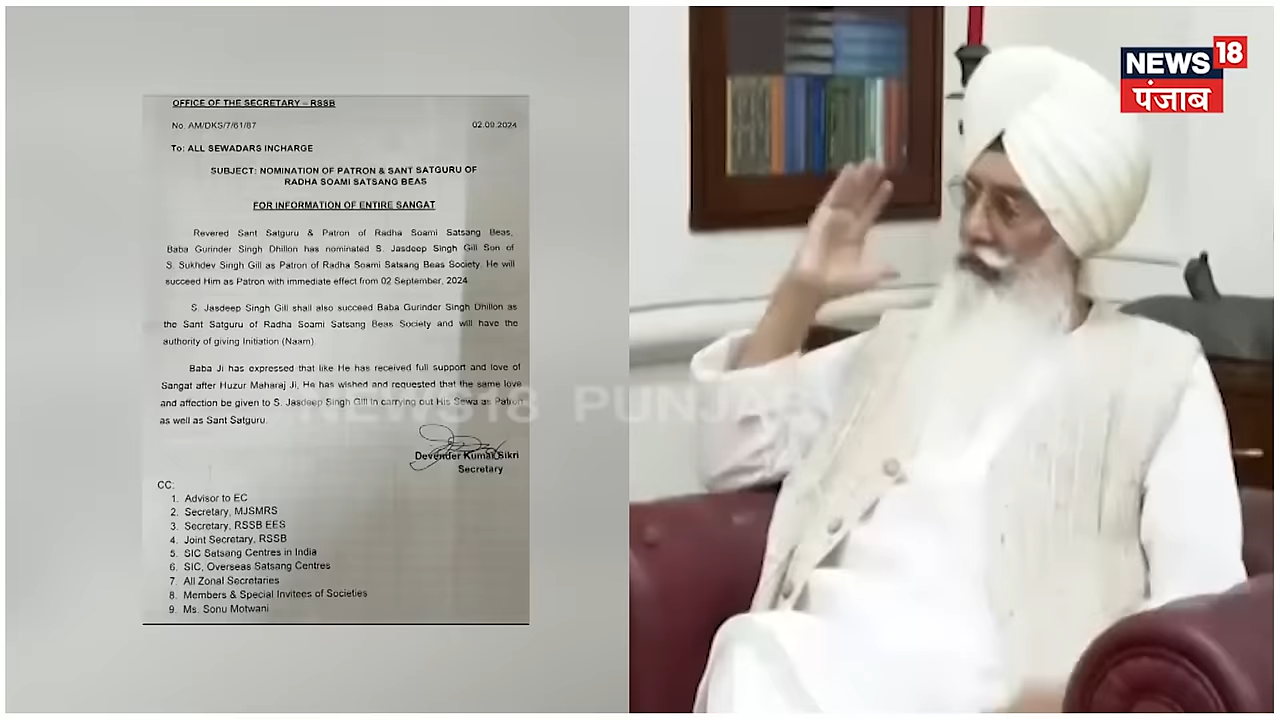 OFFICE OF THE SECRETARY – RSSB
No. AM/DKS/7/61/87 02.09.2024
To: ALL SEWADARS INCHARGE
SUBJECT: NOMINATION OF PATRON & SANT SATGURU OF
RADHA SOAMI SATSANG BEAS
FOR INFORMATION OF ENTIRE SANGAT
Revered Sant Satguru & Patron of Radha Soami Satsang Beas,
Baba Gurinder Singh Dhillon has nominated S. Jasdeep Singh Gill Son of
S. Sukhdev Singh Gill as Patron of Radha Soami Satsang Beas Society. He will
succeed Him as Patron with immediate effect from 02 September, 2024
S. Jasdeep Singh Gill shall also succeed Baba Gurinder Singh Dhillon as
the Sant Satguru of Radha Soami Satsang Beas Society and will have the
authority of giving Initiation (Naam).
Baba Ji has expressed that like He has received full support and love of
Sangat after Huzur Maharaj Ji, He has wished and requested that the same love
and affection be given to S. Jasdeep Singh Gill in carrying out His Sewa as Patron
as well as Sant Satguru.
Devender Kumar Sikri
Secretary
CC:
1. Advisor to EC
2. Secretary, MJSMRS
3. Secretary, RSSB EES
4. Joint Secretary, RSSB
5. SIC Satsang Centres in India
6. SIC, Overseas Satsang Centres
7. All Zonal Secretaries
8. Members & Special Invitees of Societies
9. Ms. Sonu Motwani
NEWS 18
ਪੰਜਾਬ
NEWS18 PUNJAB